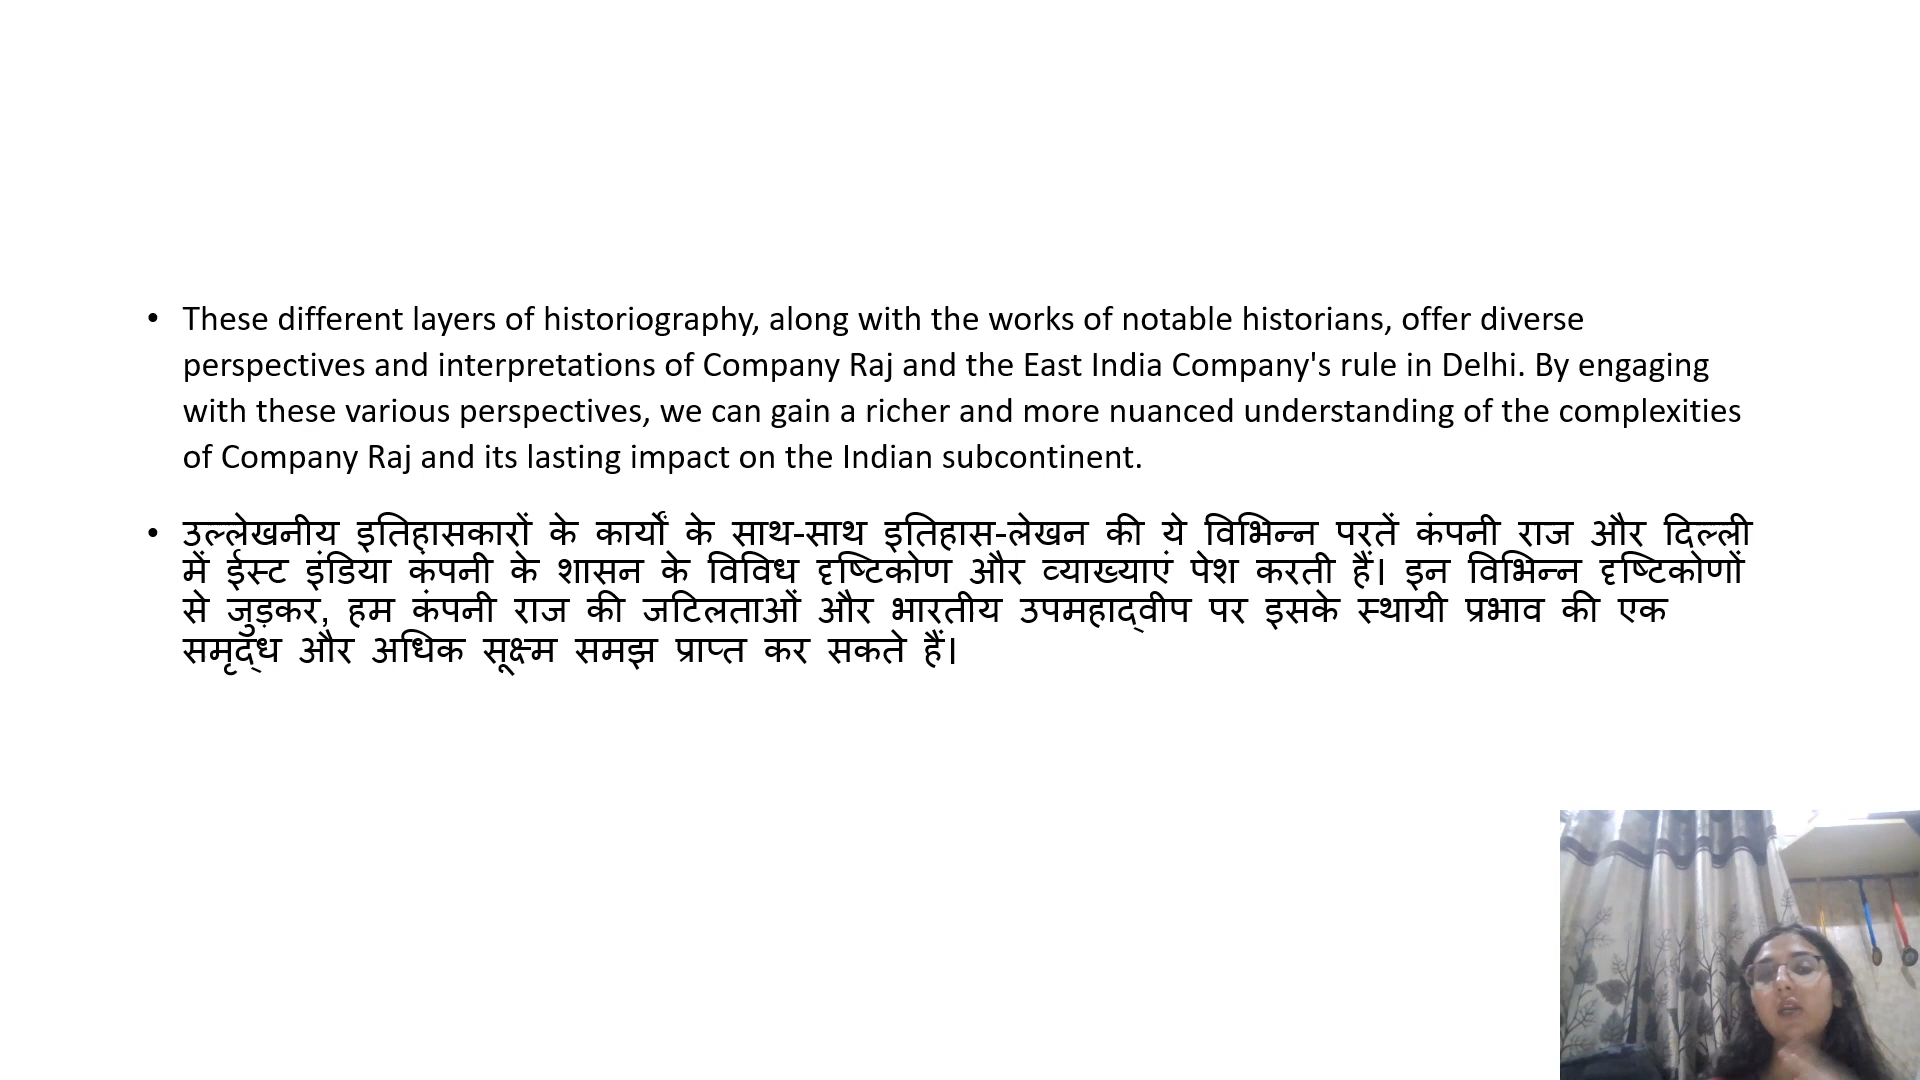 • These different layers of historiography, along with the works of notable historians, offer diverse
perspectives and interpretations of Company Raj and the East India Company's rule in Delhi. By engaging
with these various perspectives, we can gain a richer and more nuanced understanding of the complexities
of Company Raj and its lasting impact on the Indian subcontinent.
• उल्लेखनीय इतिहासकारों के कार्यों के साथ-साथ इतिहास-लेखन की ये विभिन्न परतें कंपनी राज और दिल्ली
में ईस्ट इंडिया कंपनी के शासन के विविध दृष्टिकोण और व्याख्याएं पेश करती हैं। इन विभिन्न दृष्टिकोणों
से जुड़कर, हम कंपनी राज की जटिलताओं और भारतीय उपमहाद्वीप पर इसके स्थायी प्रभाव की एक
समृद्ध और अधिक सूक्ष्म समझ प्राप्त कर सकते हैं।